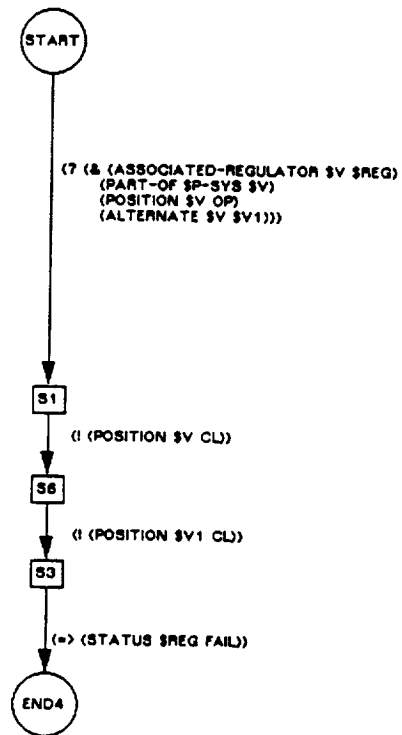 START
(? (& (ASSOCIATED-REGULATOR $V $REG)
(PART-OF $P-SYS $V)
(POSITION $V OP)
(ALTERNATE $V $V1)))
S1
(! (POSITION $V CL))
S6
(! (POSITION $V1 CL))
S3
(=> (STATUS $REG FAIL))
END4